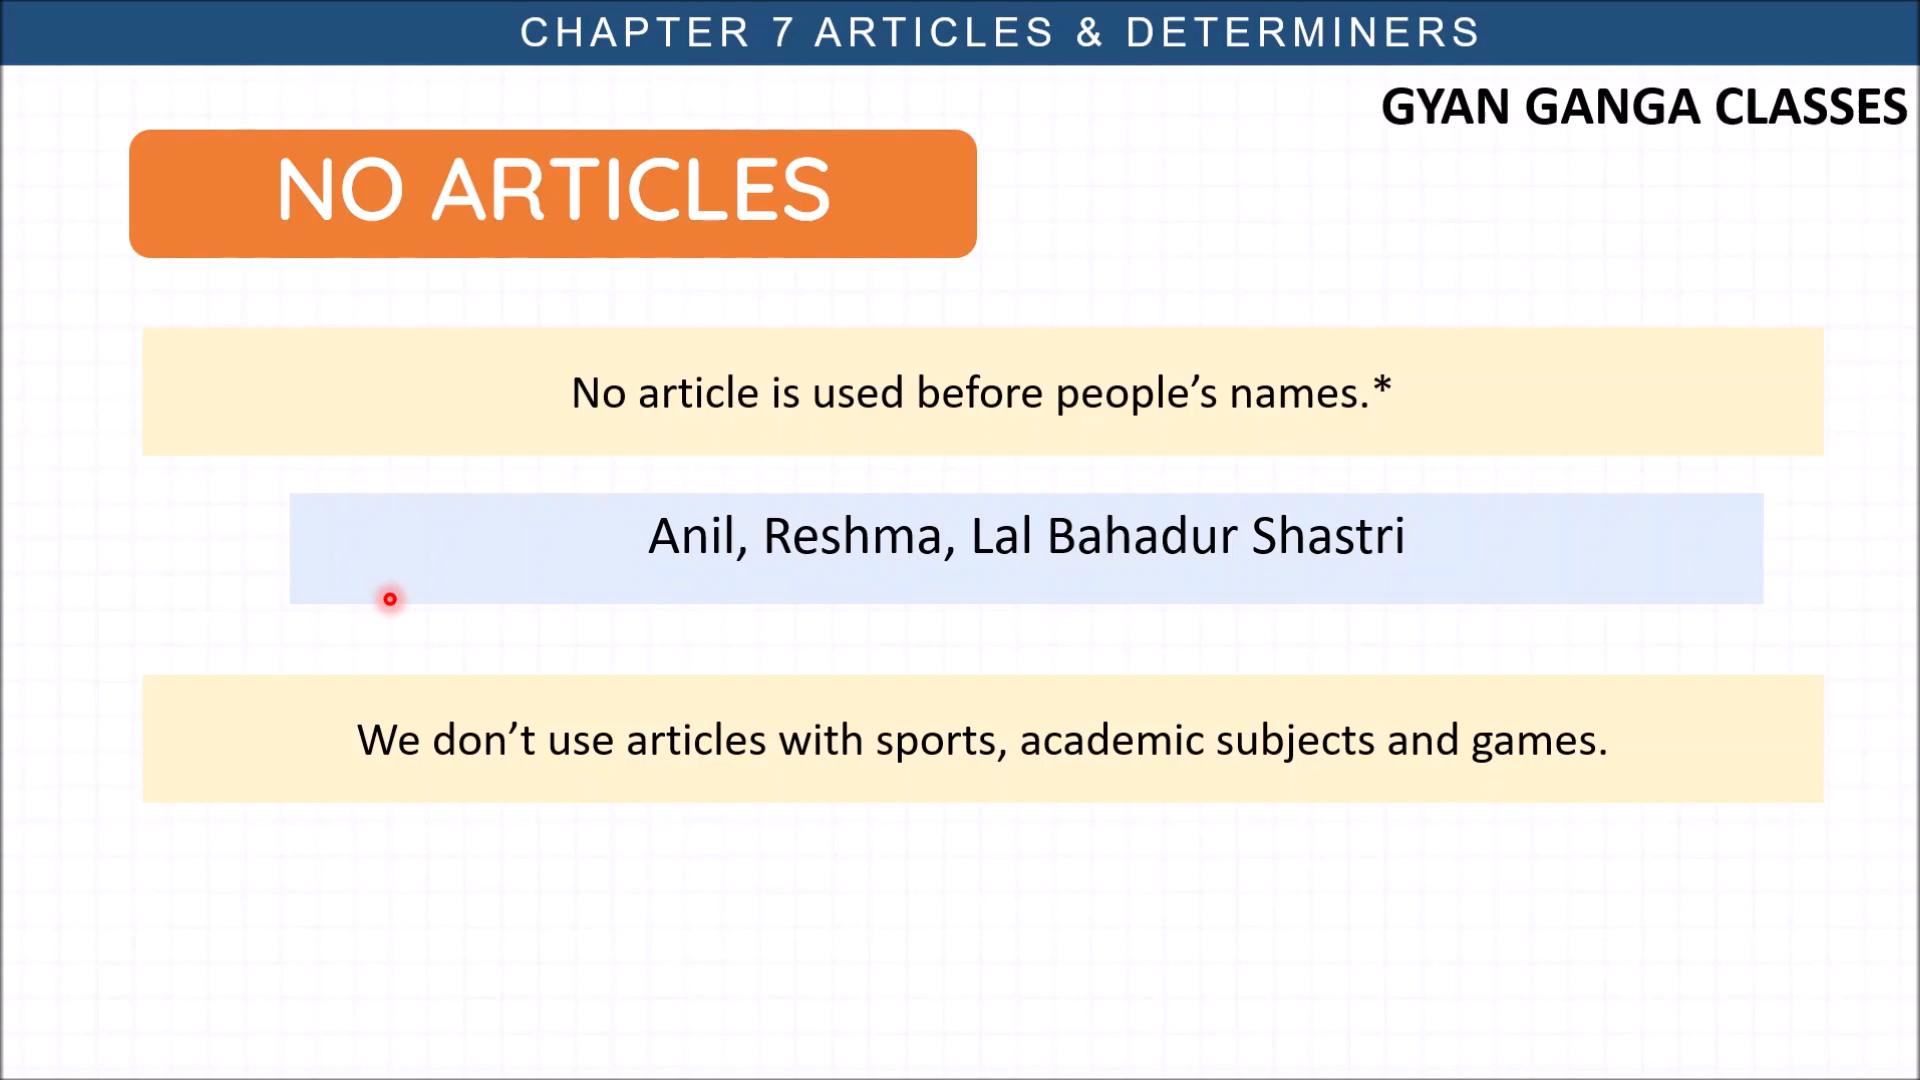 CHAPTER 7 ARTICLES & DETERMINERS
GYAN GANGA CLASSES
NO ARTICLES
No article is used before people’s names.*
Anil, Reshma, Lal Bahadur Shastri
We don’t use articles with sports, academic subjects and games.